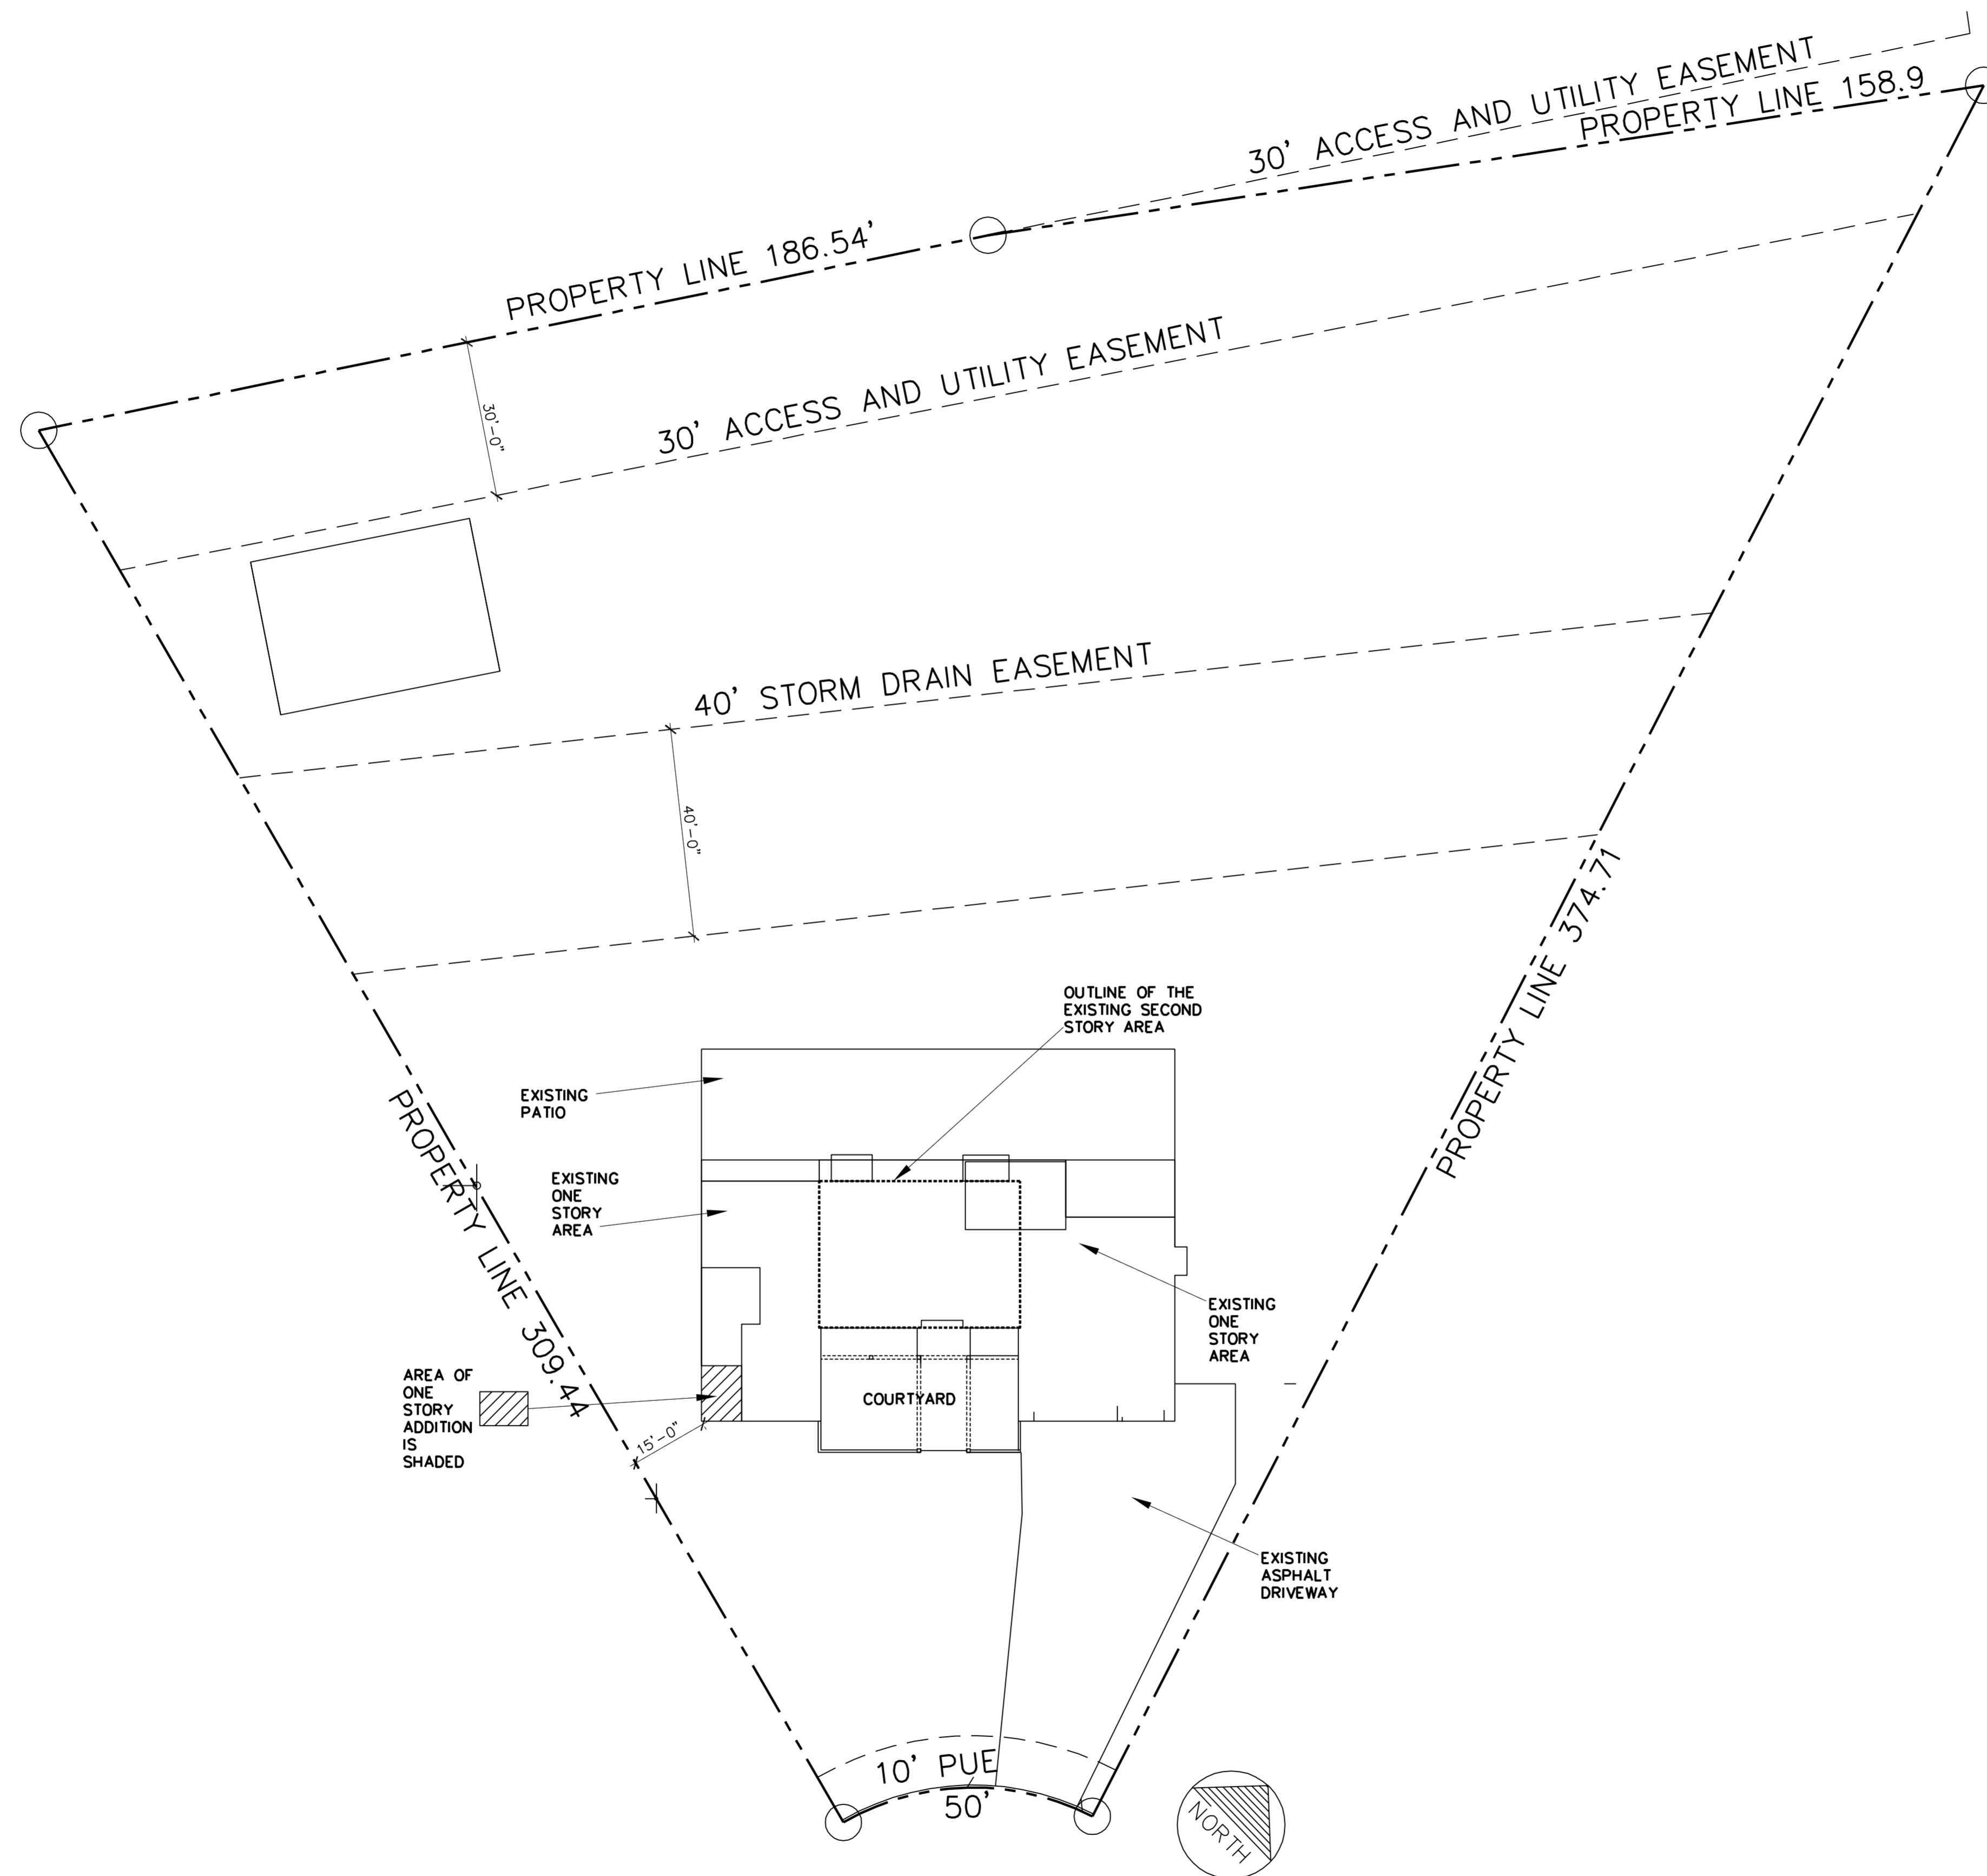 30' ACCESS AND UTILITY EASEMENT
PROPERTY LINE 158.9
PROPERTY LINE 186.54'
30' ACCESS AND UTILITY EASEMENT
30'-0"
40' STORM DRAIN EASEMENT
40'-0"
PROPERTY LINE 374.71
OUTLINE OF THE
EXISTING SECOND
STORY AREA
EXISTING
PATIO
PROPERTY LINE 309.44
EXISTING
ONE
STORY
AREA
EXISTING
ONE
STORY
AREA
AREA OF
ONE
STORY
ADDITION
IS
SHADED
COURTYARD
15'-0"
EXISTING
ASPHALT
DRIVEWAY
10' PUE
50'
NORTH